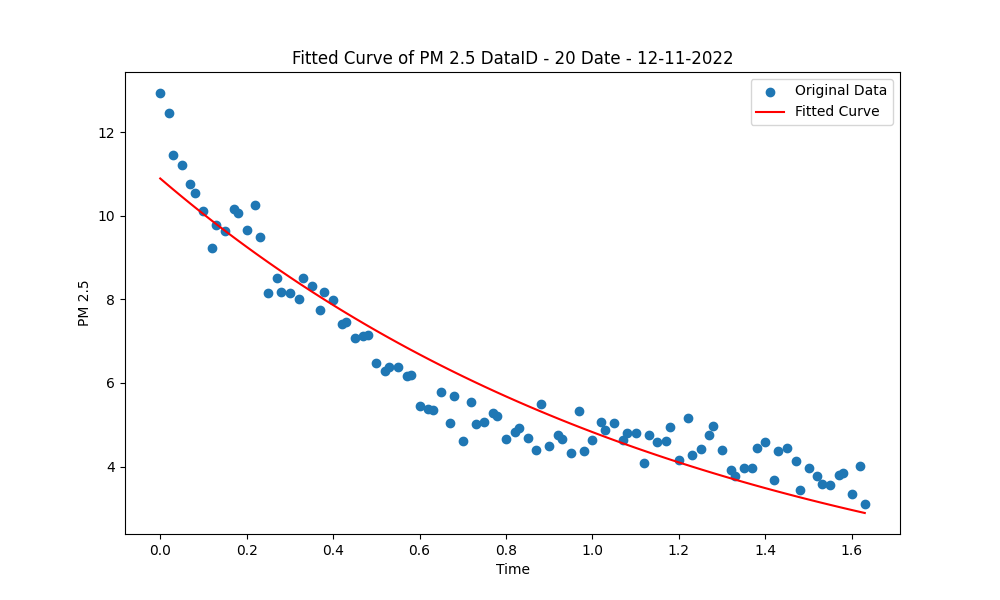 Fitted Curve of PM 2.5 DataID - 20 Date - 12-11-2022
Original Data
Fitted Curve
12
10
8
6
4
PM 2.5
0.0 0.2 0.4 0.6 0.8 1.0 1.2 1.4 1.6
Time